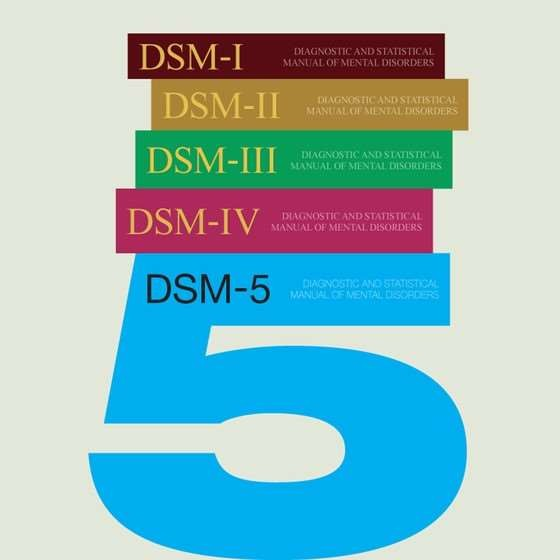 DSM-I
DIAGNOSTIC AND STATISTICAL
MANUAL OF MENTAL DISORDERS
DSM-II
DIAGNOSTIC AND STATISTICAL
MANUAL OF MENTAL DISORDERS
DSM-III
DIAGNOSTIC AND STATISTICAL
MANUAL OF MENTAL DISORDERS
DSM-IV
DIAGNOSTIC AND STATISTICAL
MANUAL OF MENTAL DISORDERS
DSM-5
DIAGNOSTIC AND STATISTICAL
MANUAL OF MENTAL DISORDERS
5